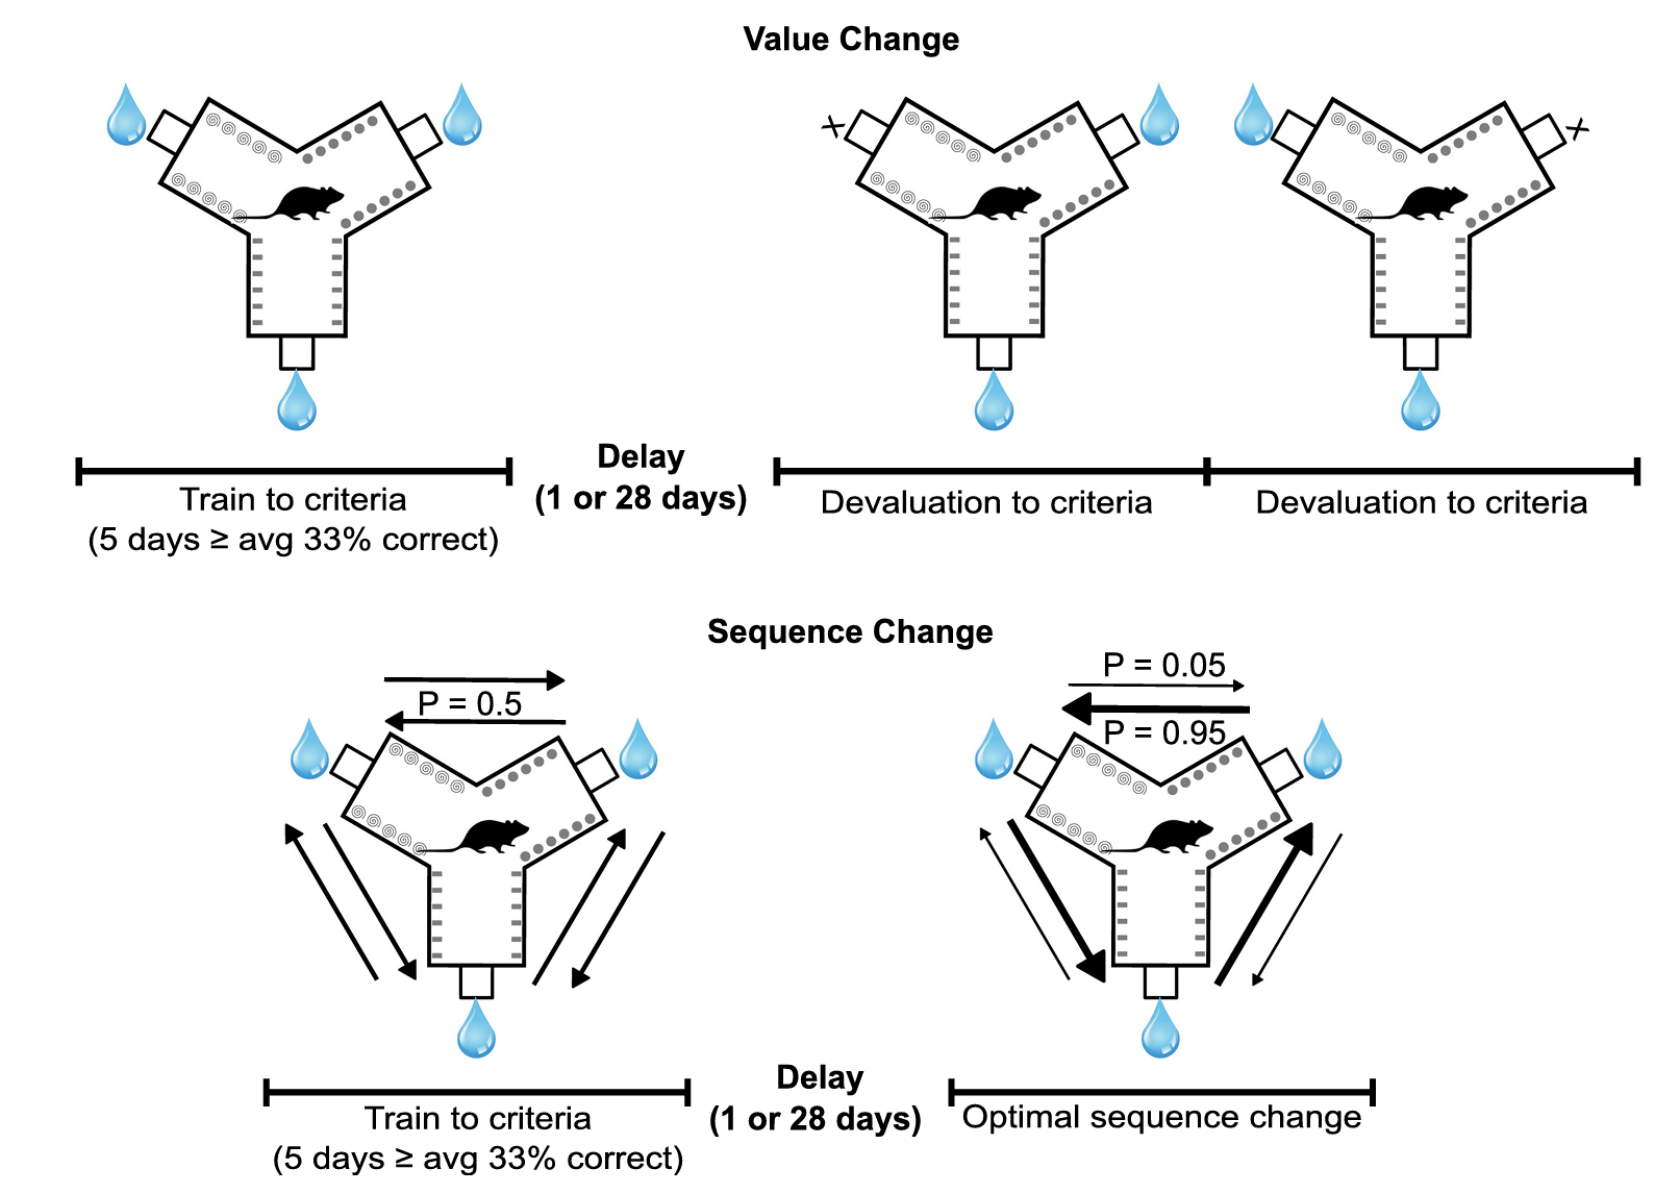 Value Change
Delay
(1 or 28 days)
Train to criteria
(5 days ≥ avg 33% correct)
Devaluation to criteria
Devaluation to criteria
Sequence Change
P = 0.5
P = 0.05
P = 0.95
Delay
(1 or 28 days)
Train to criteria
(5 days ≥ avg 33% correct)
Optimal sequence change